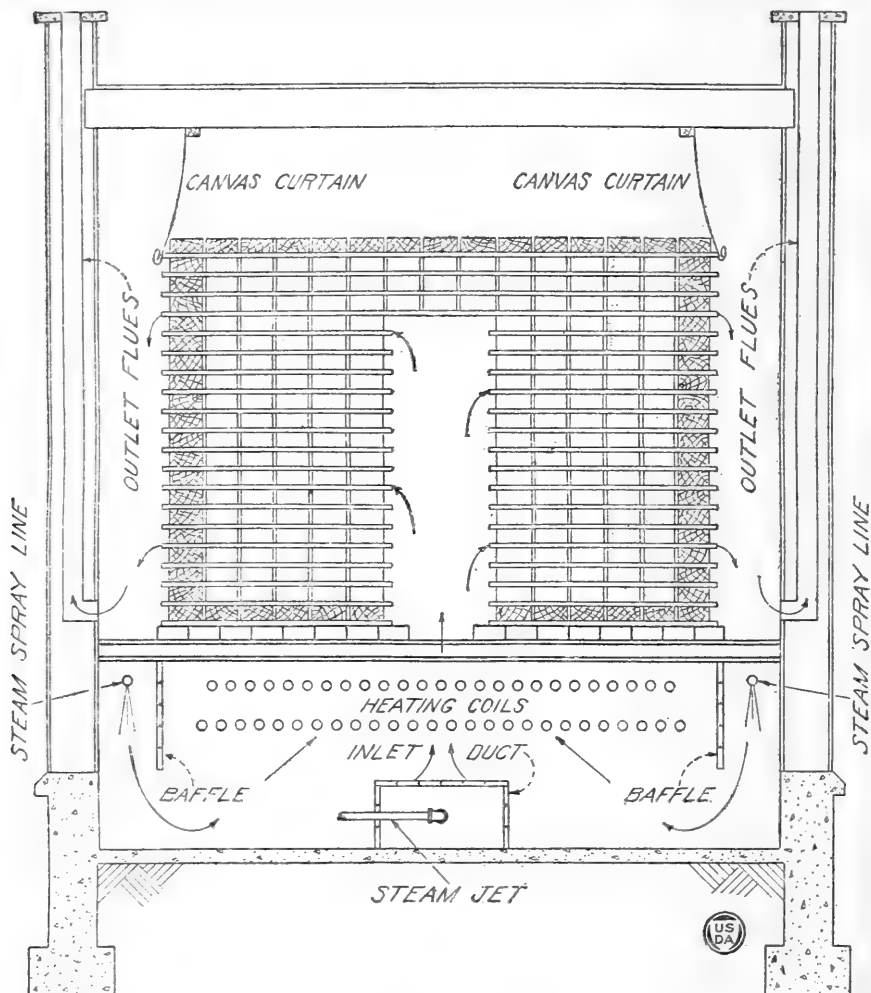 CANVAS CURTAIN
CANVAS CURTAIN
OUTLET FLUES
OUTLET FLUES
STEAM SPRAY LINE
STEAM SPRAY LINE
HEATING COILS
INLET DUCT
BAFFLE
BAFFLE
STEAM JET
US
DA